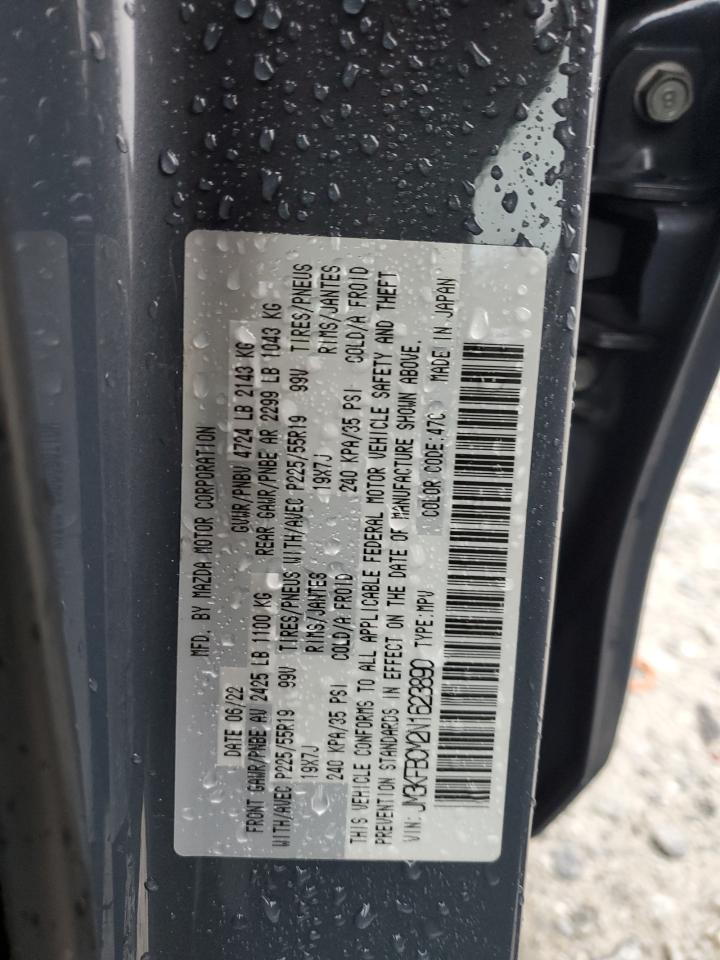 MFD. BY MAZDA MOTOR CORPORATION
DATE 06/22 GVWR/PNBV 4724 LB 2143 KG
FRONT GAWR/PNBE AV 2425 LB 1100 KG REAR GAWR/PNBE AR 2299 LB 1043 KG
WITH/AVEC P225/55R19 99V TIRES/PNEUS WITH/AVEC P225/55R19 99V TIRES/PNEUS
19X7J RIMS/JANTES 19X7J RIMS/JANTES
240 KPA/35 PSI COLD/A FROID 240 KPA/35 PSI COLD/A FROID
THIS VEHICLE CONFORMS TO ALL APPLICABLE FEDERAL MOTOR VEHICLE SAFETY AND THEFT
PREVENTION STANDARDS IN EFFECT ON THE DATE OF MANUFACTURE SHOWN ABOVE.
VIN: JM3KFBCM2N1623890 TYPE:MPV COLOR CODE:47C MADE IN JAPAN